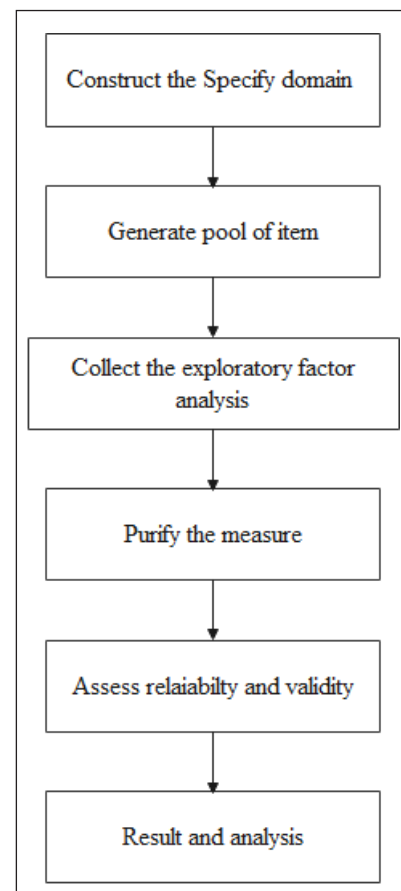 Construct the Specify domain
Generate pool of item
Collect the exploratory factor
analysis
Purify the measure
Assess relaiabilty and validity
Result and analysis